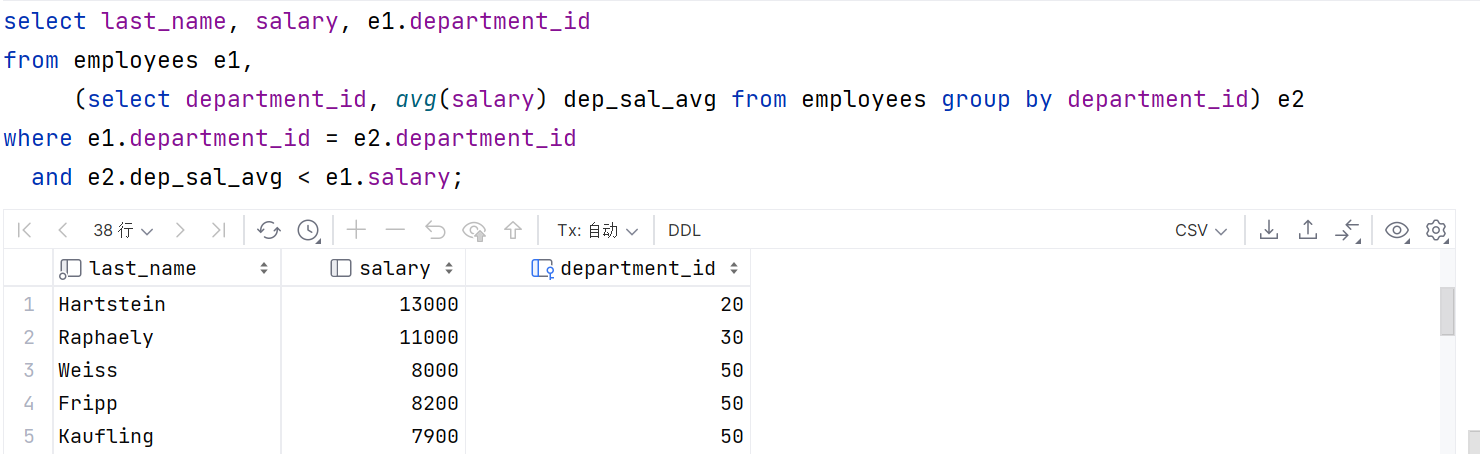 select last_name, salary, e1.department_id
from employees e1,
     (select department_id, avg(salary) dep_sal_avg from employees group by department_id) e2
where e1.department_id = e2.department_id
  and e2.dep_sal_avg < e1.salary;
38 行 Tx: 自动 DDL CSV
last_name salary department_id
1 Hartstein 13000 20
2 Raphaely 11000 30
3 Weiss 8000 50
4 Fripp 8200 50
5 Kaufling 7900 50